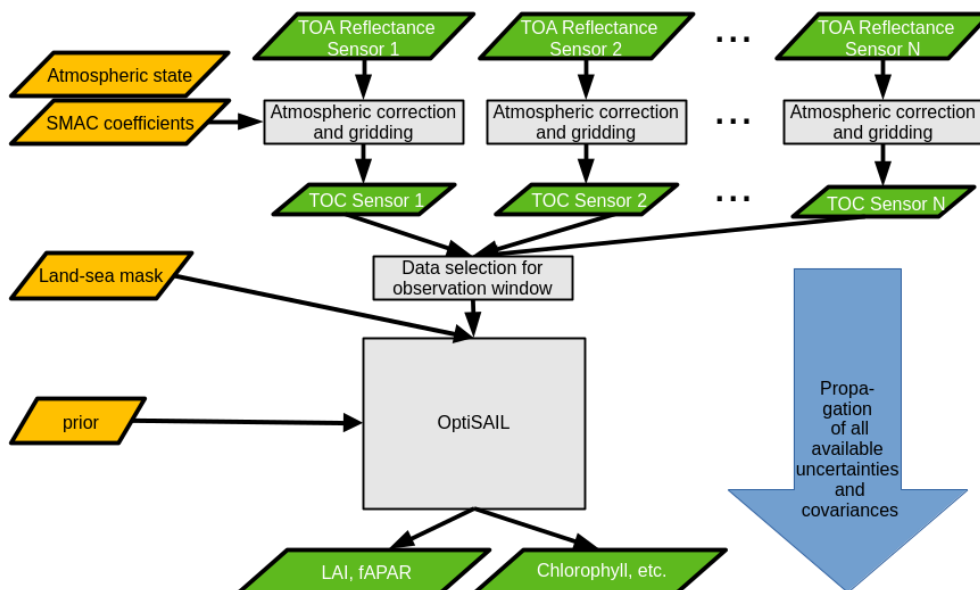 TOA Reflectance
Sensor 1
TOA Reflectance
Sensor 2
...
TOA Reflectance
Sensor N
Atmospheric state
SMAC coefficients
Atmospheric correction
and gridding
Atmospheric correction
and gridding
...
Atmospheric correction
and gridding
TOC Sensor 1
TOC Sensor 2
...
TOC Sensor N
Land-sea mask
Data selection for
observation window
prior
OptiSAIL
Propa-
gation
of all
available
uncertainties
and
covariances
LAI, fAPAR
Chlorophyll, etc.